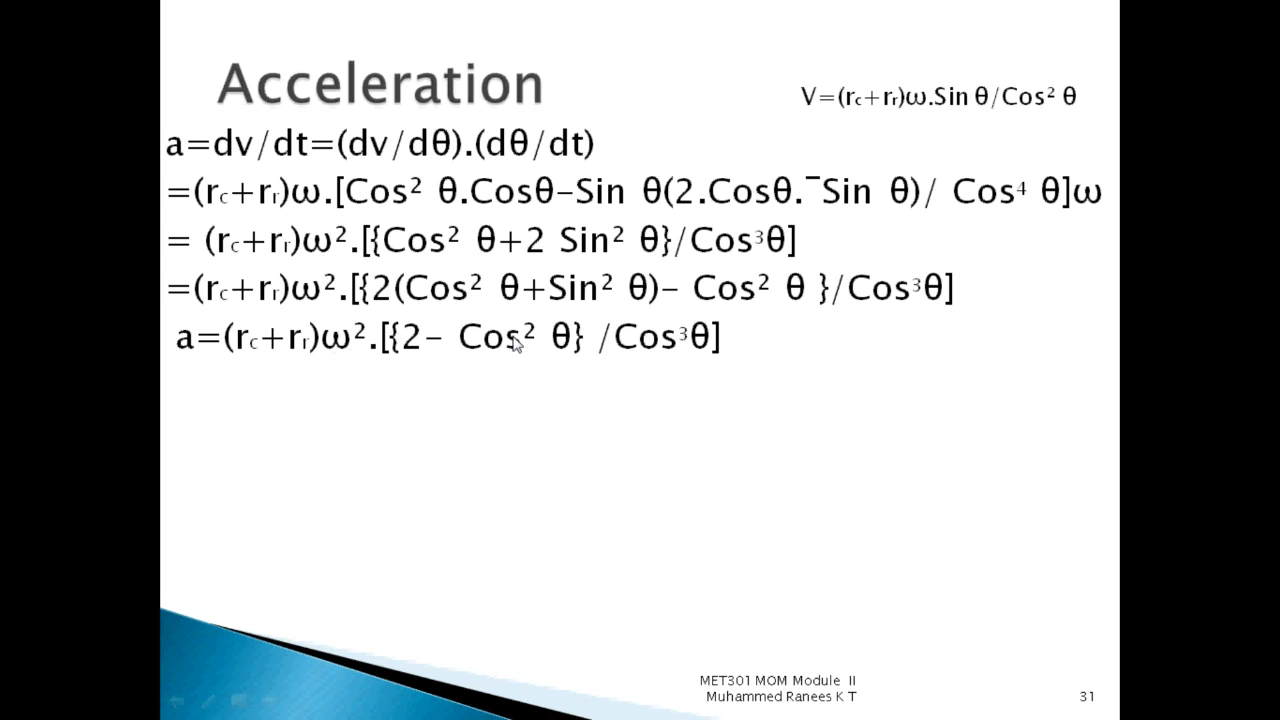 Acceleration
V=(rc+rr)ω.Sin θ/Cos² θ
a=dv/dt=(dv/dθ).(dθ/dt)
=(rc+rr)ω.[Cos² θ.Cosθ-Sin θ(2.Cosθ.¯Sin θ)/ Cos⁴ θ]ω
= (rc+rr)ω².[{Cos² θ+2 Sin² θ}/Cos³θ]
=(rc+rr)ω².[{2(Cos² θ+Sin² θ)- Cos² θ }/Cos³θ]
a=(rc+rr)ω².[{2- Cos² θ} /Cos³θ]
MET301 MOM Module II
Muhammed Ranees K T
31